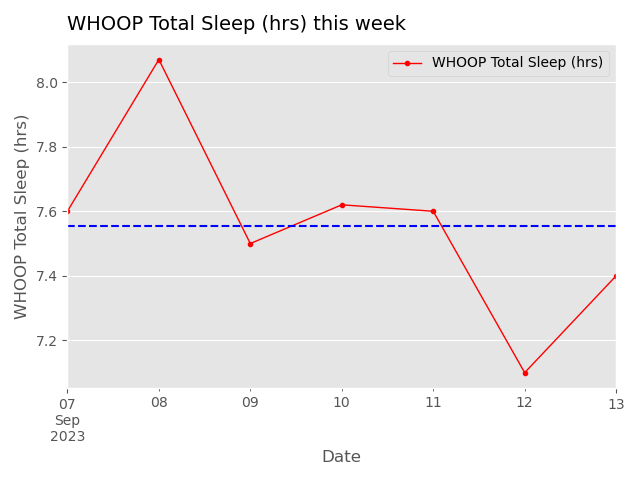 WHOOP Total Sleep (hrs) this week
WHOOP Total Sleep (hrs)
WHOOP Total Sleep (hrs)
8.0
7.8
7.6
7.4
7.2
07 08 09 10 11 12 13
Sep
2023
Date